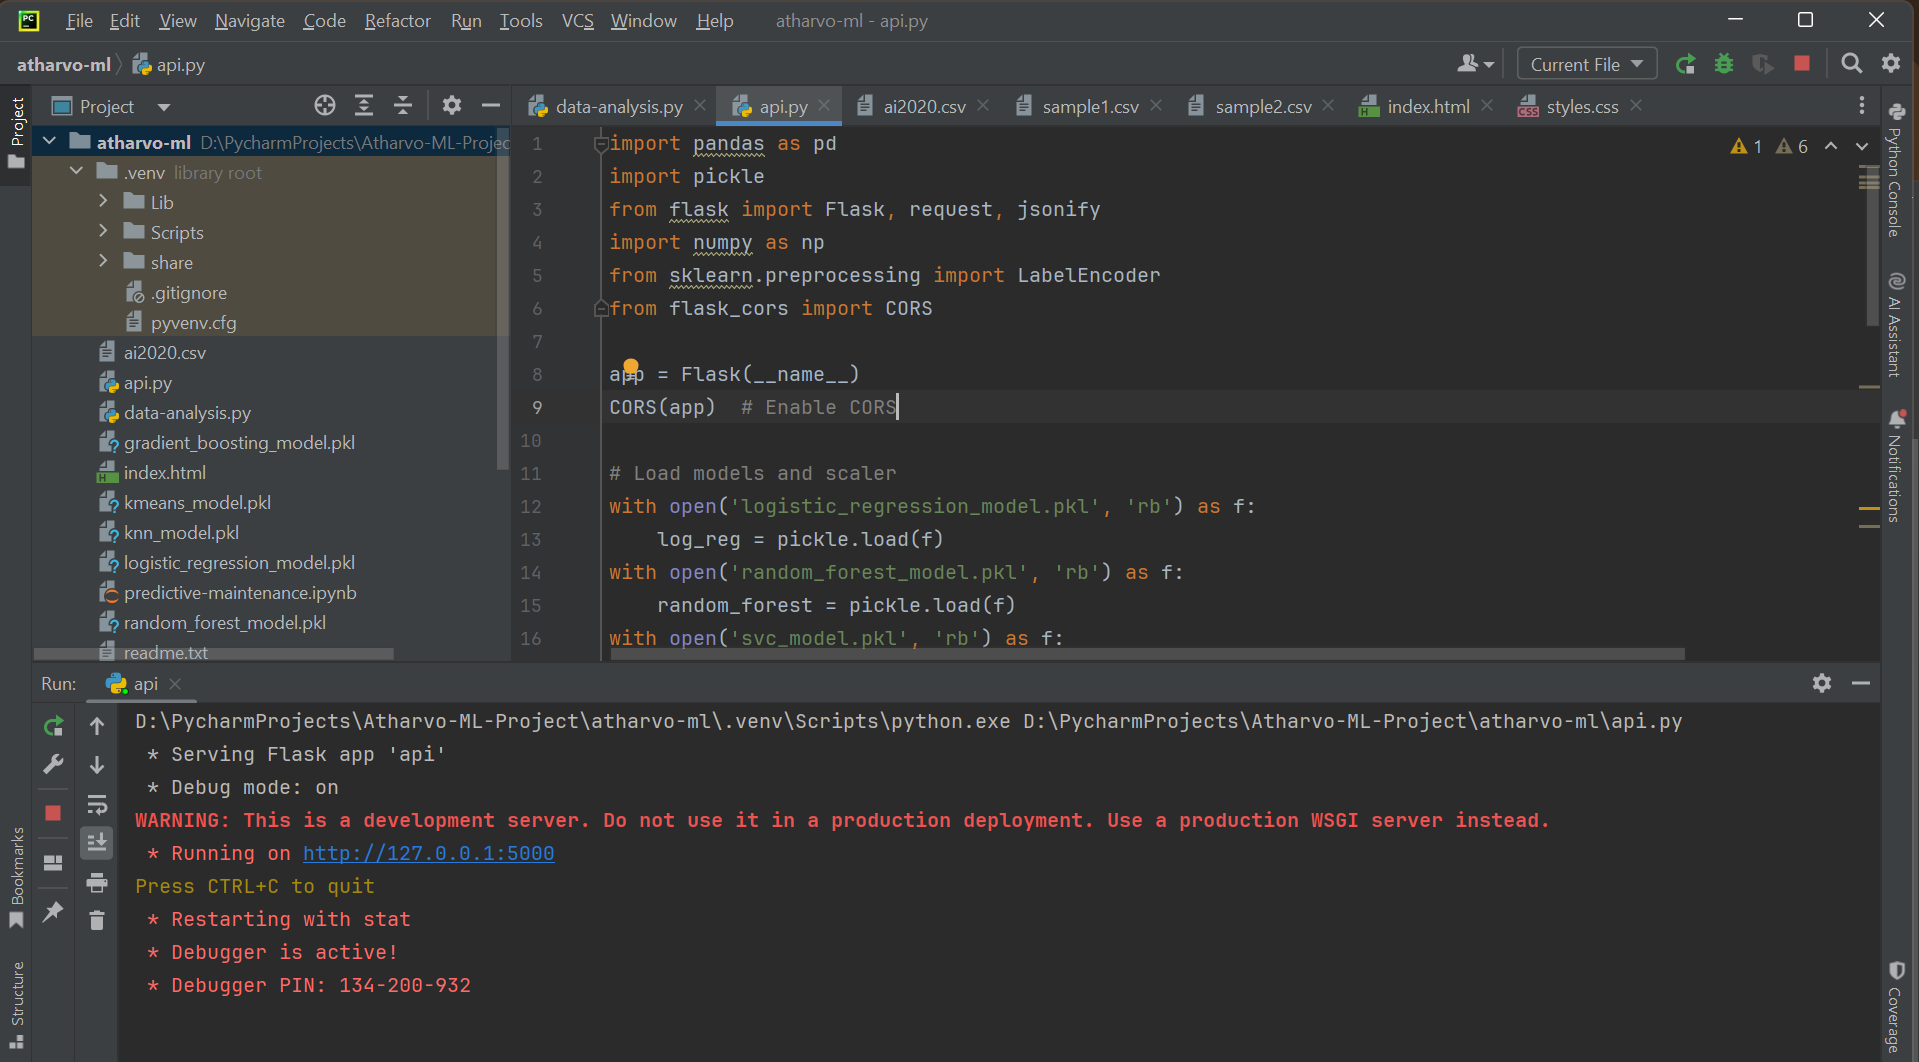 PC File Edit View Navigate Code Refactor Run Tools VCS Window Help atharvo-ml - api.py
atharvo-ml api.py Current File
Project
Project
atharvo-ml D:\PycharmProjects\Atharvo-ML-Projec
.venv library root
Lib
Scripts
share
.gitignore
pyvenv.cfg
ai2020.csv
api.py
data-analysis.py
gradient_boosting_model.pkl
index.html
kmeans_model.pkl
knn_model.pkl
logistic_regression_model.pkl
predictive-maintenance.ipynb
random_forest_model.pkl
readme.txt
data-analysis.py api.py ai2020.csv sample1.csv sample2.csv index.html styles.css
1 6
1 import pandas as pd
2 import pickle
3 from flask import Flask, request, jsonify
4 import numpy as np
5 from sklearn.preprocessing import LabelEncoder
6 from flask_cors import CORS
7
8 app = Flask(__name__)
9 CORS(app) # Enable CORS
10
11 # Load models and scaler
12 with open('logistic_regression_model.pkl', 'rb') as f:
13 log_reg = pickle.load(f)
14 with open('random_forest_model.pkl', 'rb') as f:
15 random_forest = pickle.load(f)
16 with open('svc_model.pkl', 'rb') as f:
Python Console
AI Assistant
Notifications
Coverage
Bookmarks
Structure
Run: api
D:\PycharmProjects\Atharvo-ML-Project\atharvo-ml\.venv\Scripts\python.exe D:\PycharmProjects\Atharvo-ML-Project\atharvo-ml\api.py
* Serving Flask app 'api'
* Debug mode: on
WARNING: This is a development server. Do not use it in a production deployment. Use a production WSGI server instead.
* Running on http://127.0.0.1:5000
Press CTRL+C to quit
* Restarting with stat
* Debugger is active!
* Debugger PIN: 134-200-932